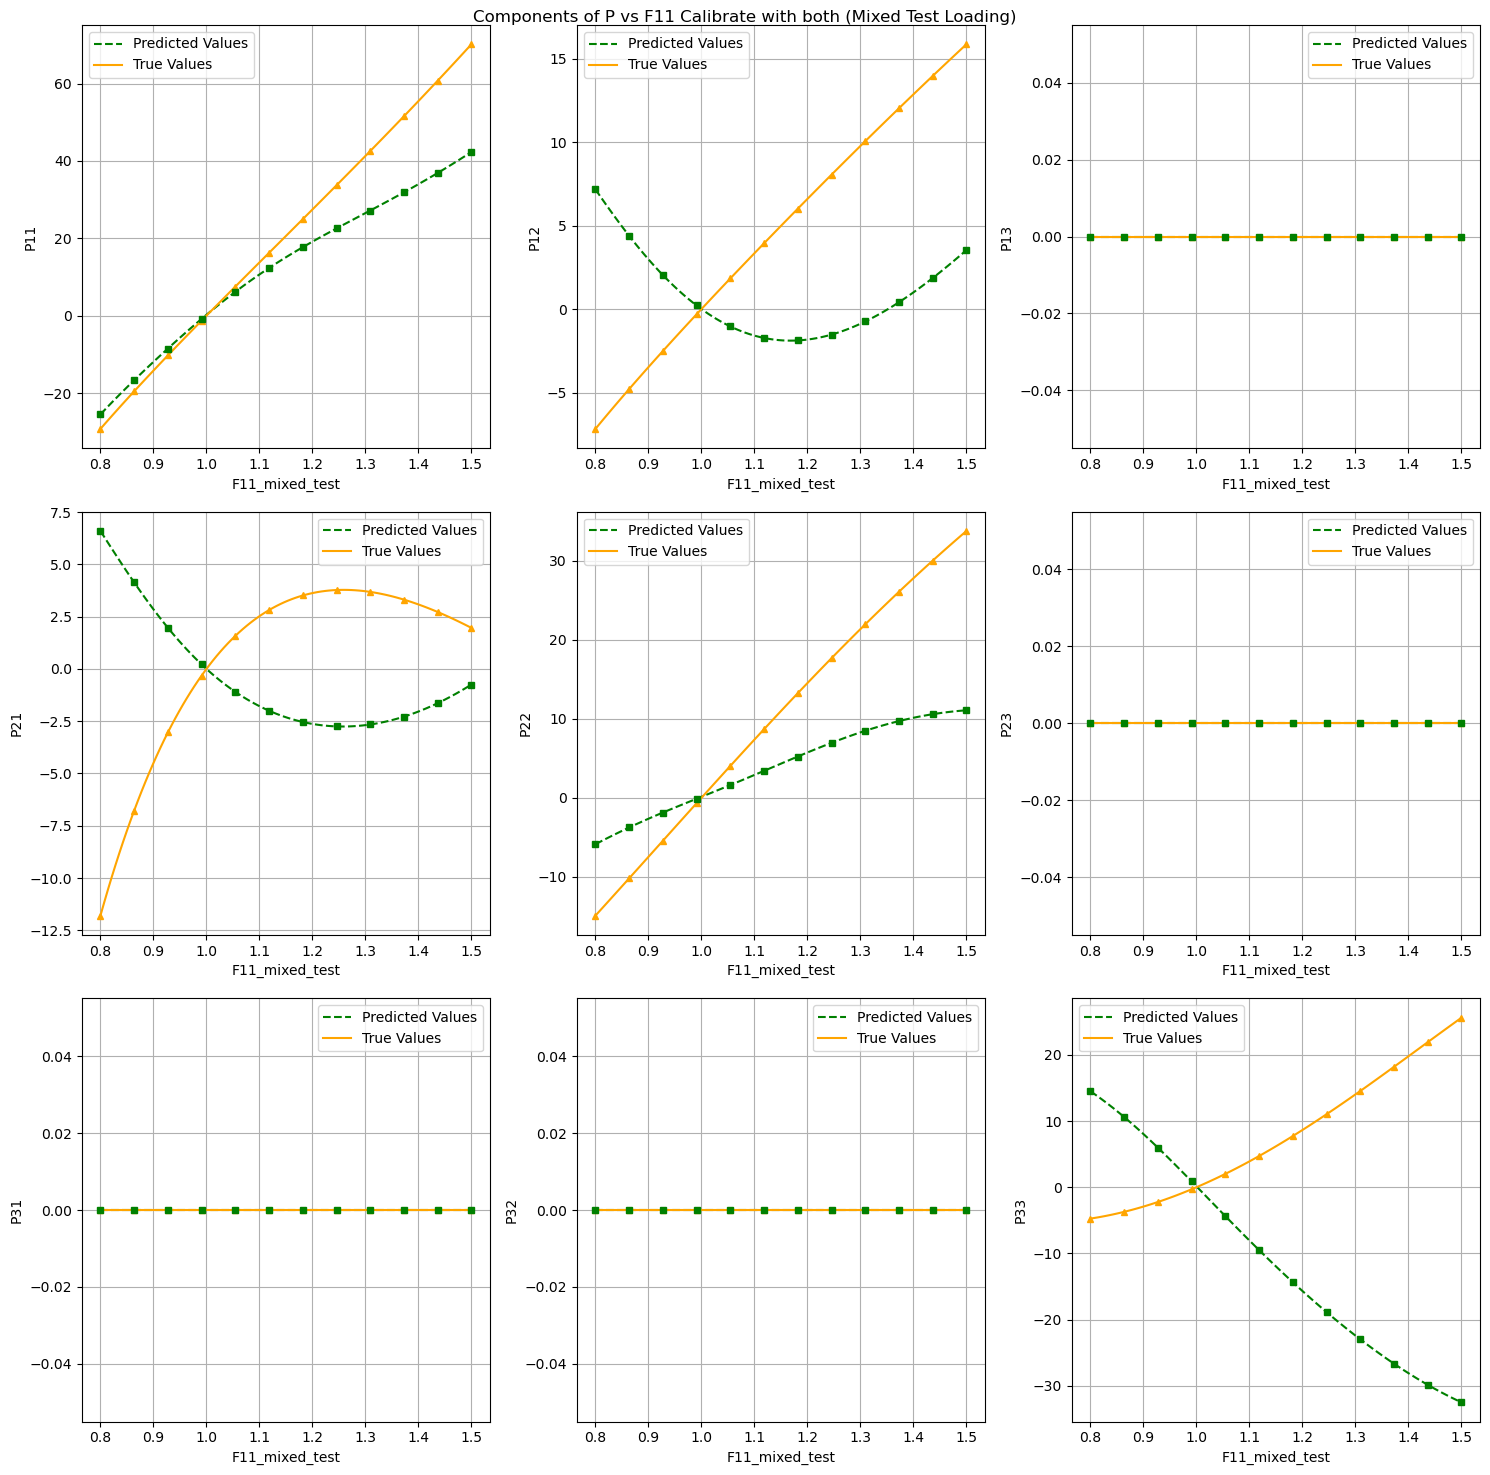 Components of P vs F11 Calibrate with both (Mixed Test Loading)
Predicted Values
True Values
P11
60
40
20
0
−20
0.8 0.9 1.0 1.1 1.2 1.3 1.4 1.5
F11_mixed_test
Predicted Values
True Values
P12
15
10
5
0
−5
0.8 0.9 1.0 1.1 1.2 1.3 1.4 1.5
F11_mixed_test
Predicted Values
True Values
P13
0.04
0.02
0.00
−0.02
−0.04
0.8 0.9 1.0 1.1 1.2 1.3 1.4 1.5
F11_mixed_test
Predicted Values
True Values
P21
7.5
5.0
2.5
0.0
−2.5
−5.0
−7.5
−10.0
−12.5
0.8 0.9 1.0 1.1 1.2 1.3 1.4 1.5
F11_mixed_test
Predicted Values
True Values
P22
30
20
10
0
−10
0.8 0.9 1.0 1.1 1.2 1.3 1.4 1.5
F11_mixed_test
Predicted Values
True Values
P23
0.04
0.02
0.00
−0.02
−0.04
0.8 0.9 1.0 1.1 1.2 1.3 1.4 1.5
F11_mixed_test
Predicted Values
True Values
P31
0.04
0.02
0.00
−0.02
−0.04
0.8 0.9 1.0 1.1 1.2 1.3 1.4 1.5
F11_mixed_test
Predicted Values
True Values
P32
0.04
0.02
0.00
−0.02
−0.04
0.8 0.9 1.0 1.1 1.2 1.3 1.4 1.5
F11_mixed_test
Predicted Values
True Values
P33
20
10
0
−10
−20
−30
0.8 0.9 1.0 1.1 1.2 1.3 1.4 1.5
F11_mixed_test